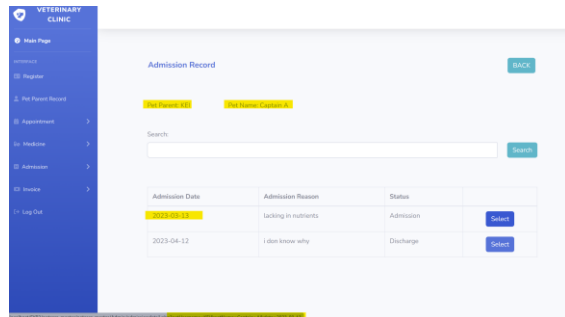 VETERINARY
CLINIC
Main Page
INTERFACE
Register
Pet Parent Record
Appointment
Medicine
Admission
Invoice
Log Out
Admission Record
BACK
Pet Parent: KEI
Pet Name: Captain A
Search:
Search
Admission Date Admission Reason Status
2023-03-13 lacking in nutrients Admission Select
2023-04-12 i don know why Discharge Select